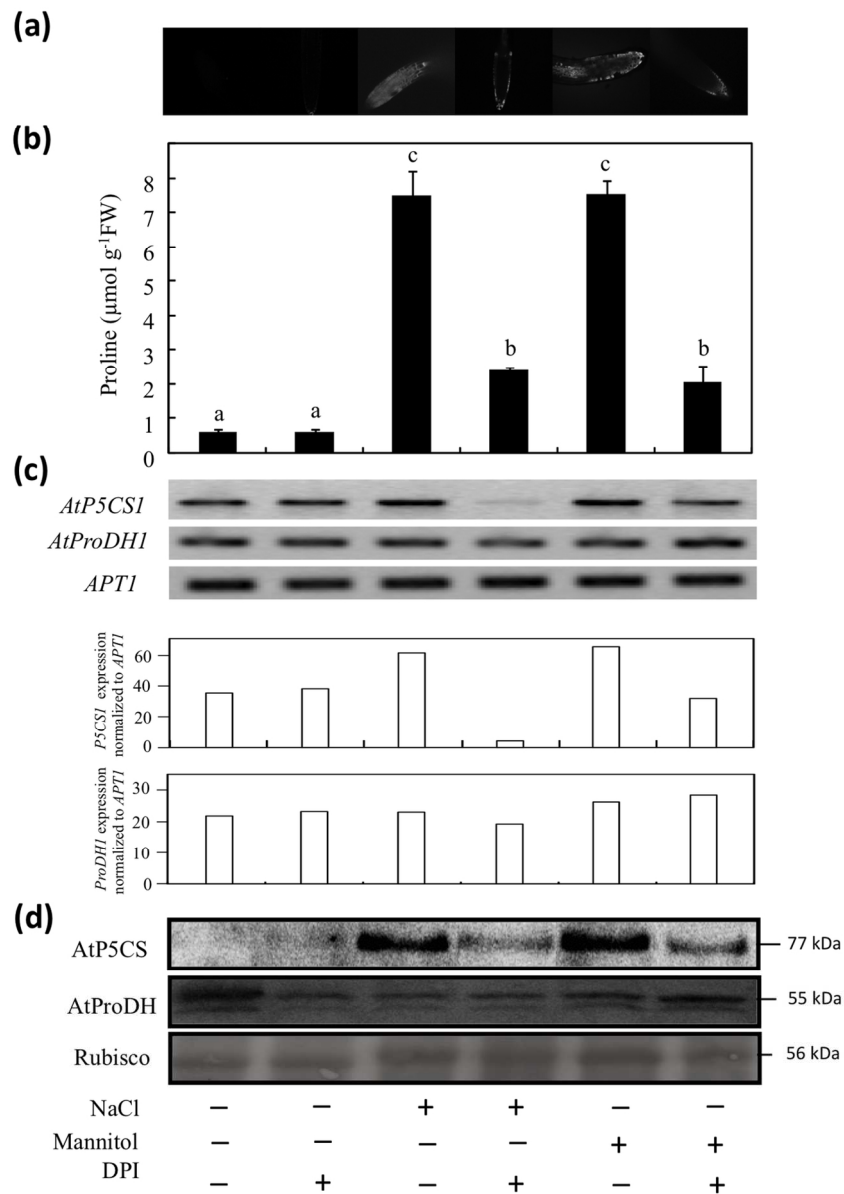 (a)
(b)
Proline (µmol g-1FW)
8
7
6
5
4
3
2
1
0
a
a
c
b
c
b
(c)
AtP5CS1
AtProDH1
APT1
P5CS1 expression
normalized to APT1
60
40
20
0
ProDH1 expression
normalized to APT1
30
20
10
0
(d)
AtP5CS
77 kDa
AtProDH
55 kDa
Rubisco
56 kDa
NaCl – – + + – –
Mannitol – – – – + +
DPI – + – + – +